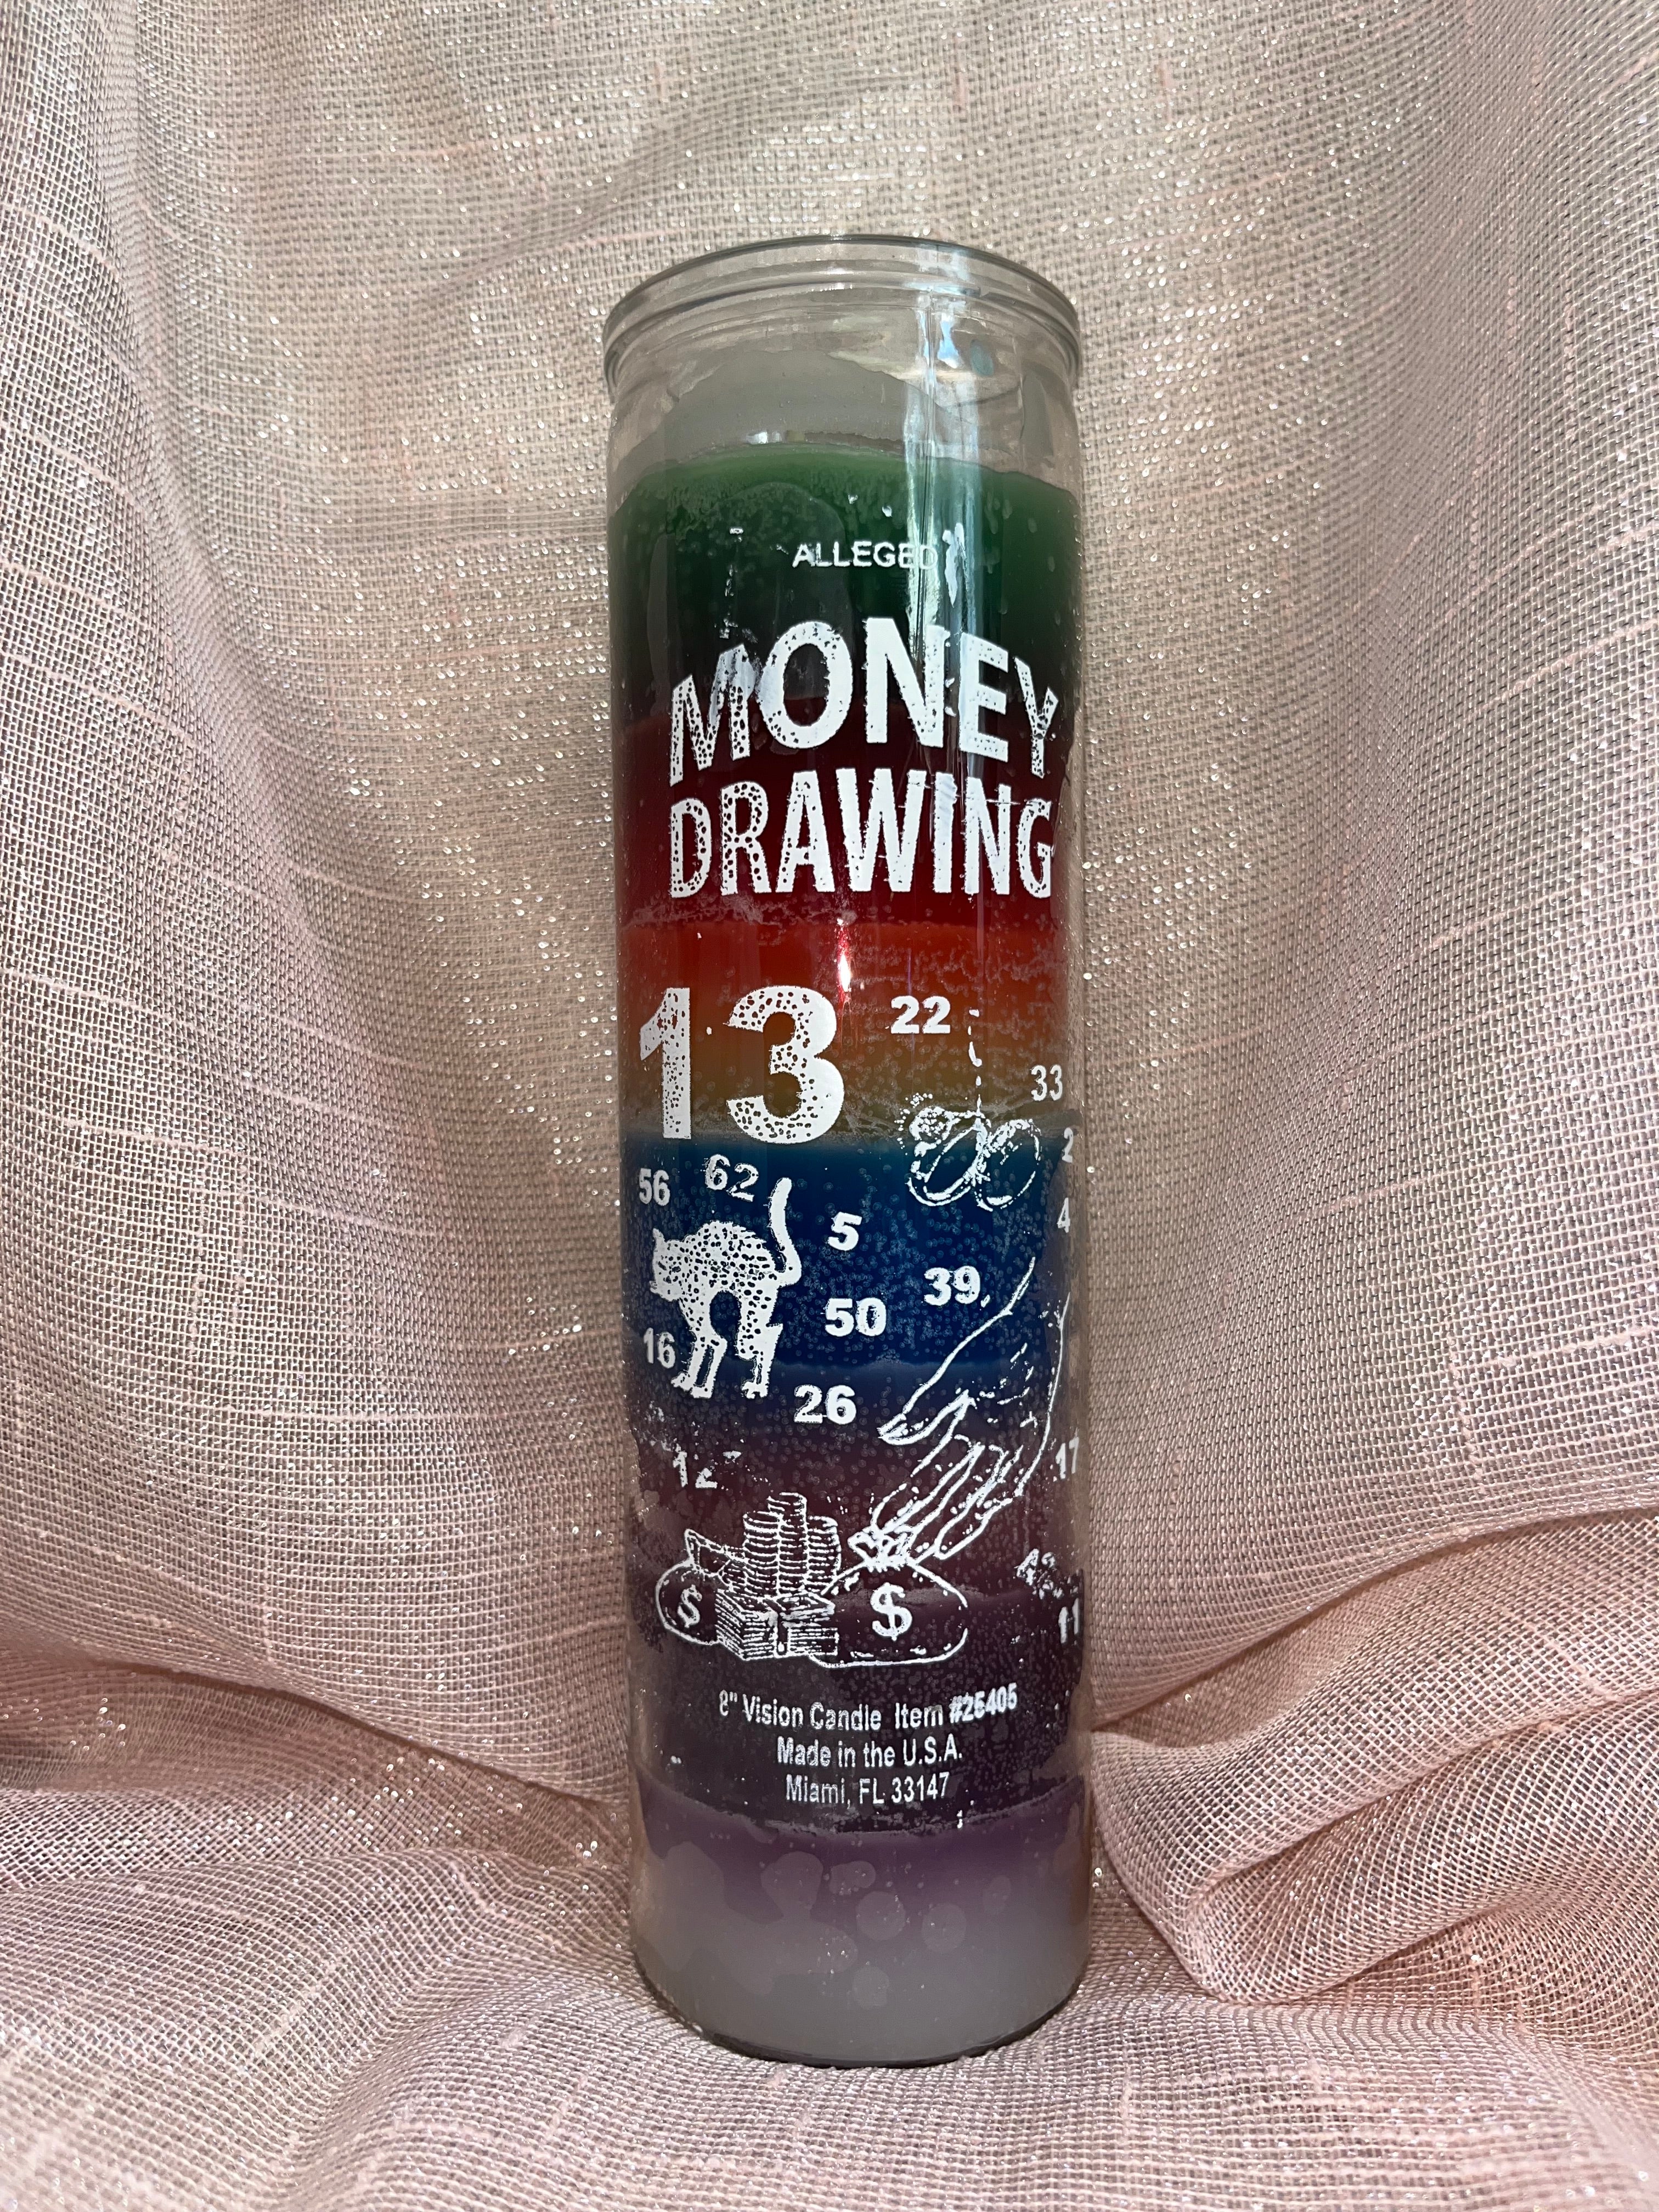 ALLEGED
MONEY
DRAWING
13
22
33
2
56
62
4
5
39
50
16
26
17
$
$
11
8" Vision Candle Item #25405
Made in the U.S.A.
Miami, FL 33147